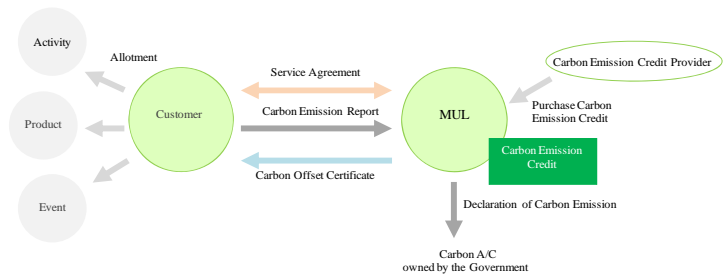 Activity
Allotment
Product
Event
Customer
Service Agreement
Carbon Emission Report
Carbon Offset Certificate
MUL
Carbon Emission Credit Provider
Purchase Carbon
Emission Credit
Carbon Emission
Credit
Declaration of Carbon Emission
Carbon A/C
owned by the Government